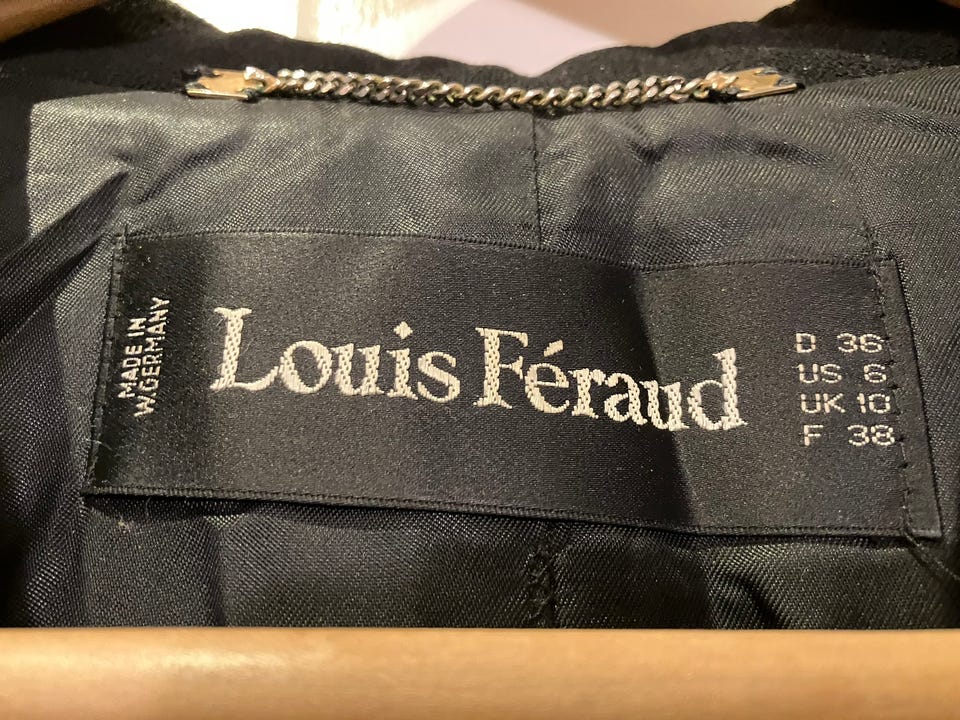 MADE IN
W.GERMANY
Louis Féraud
D 36
US 6
UK 10
F 38